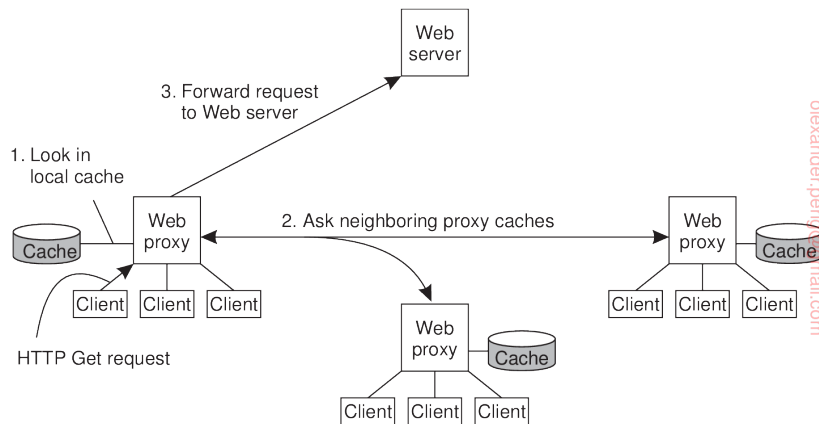 Web
server
3. Forward request
to Web server
1. Look in
local cache
Web
proxy
2. Ask neighboring proxy caches
Web
proxy
Cache
Cache
Client
Client
Client
Client
Client
Client
HTTP Get request
Web
proxy
Cache
Client
Client
Client